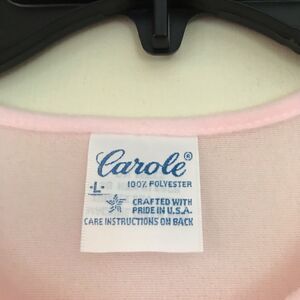 Carole®
-L-
100% POLYESTER
CRAFTED WITH
PRIDE IN U.S.A.
CARE INSTRUCTIONS ON BACK